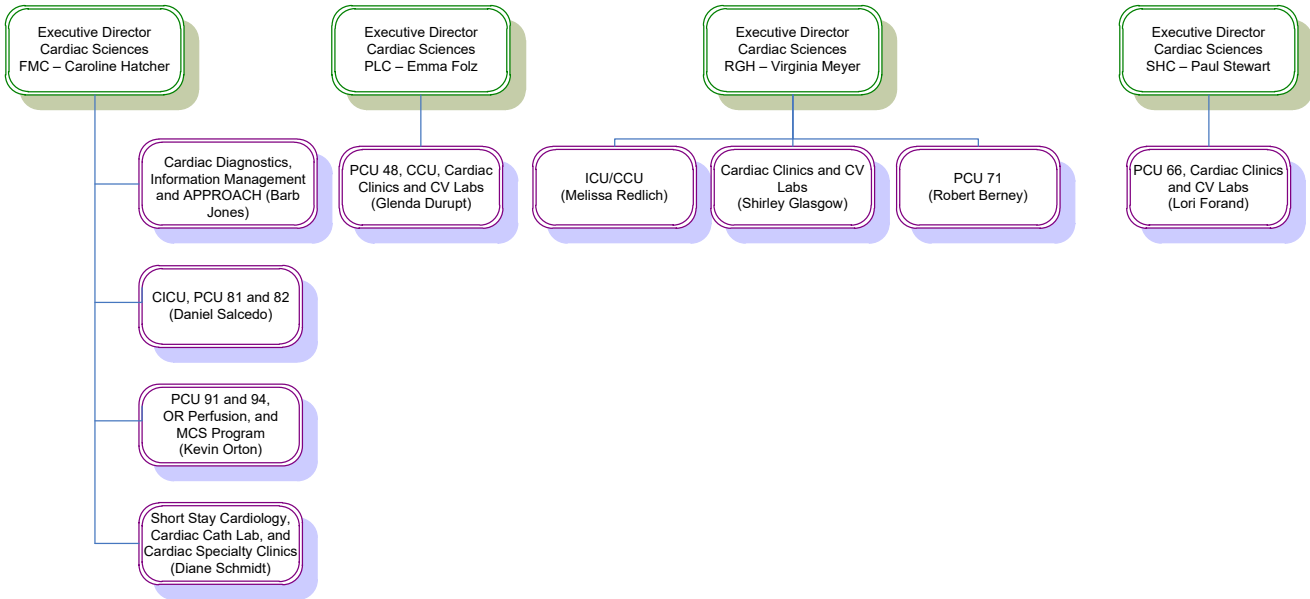 Executive Director
Cardiac Sciences
FMC – Caroline Hatcher
Executive Director
Cardiac Sciences
PLC – Emma Folz
Executive Director
Cardiac Sciences
RGH – Virginia Meyer
Executive Director
Cardiac Sciences
SHC – Paul Stewart
Cardiac Diagnostics,
Information Management
and APPROACH (Barb
Jones)
PCU 48, CCU, Cardiac
Clinics and CV Labs
(Glenda Durupt)
ICU/CCU
(Melissa Redlich)
Cardiac Clinics and CV
Labs
(Shirley Glasgow)
PCU 71
(Robert Berney)
PCU 66, Cardiac Clinics
and CV Labs
(Lori Forand)
CICU, PCU 81 and 82
(Daniel Salcedo)
PCU 91 and 94,
OR Perfusion, and
MCS Program
(Kevin Orton)
Short Stay Cardiology,
Cardiac Cath Lab, and
Cardiac Specialty Clinics
(Diane Schmidt)